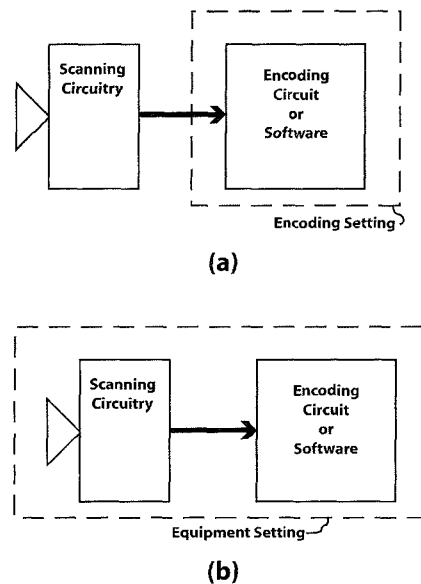 Scanning
Circuitry
Encoding
Circuit
or
Software
Encoding Setting
(a)
Scanning
Circuitry
Encoding
Circuit
or
Software
Equipment Setting
(b)